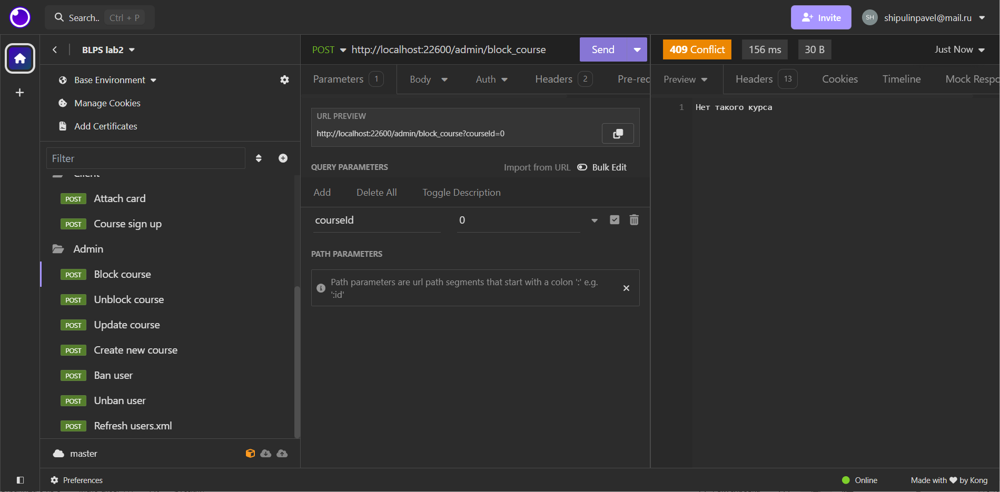 Search..
Ctrl + P
Invite
SH
shipulinpavel@mail.ru
BLPS lab2
Base Environment
Manage Cookies
Add Certificates
Filter
Client
POST Attach card
POST Course sign up
Admin
POST Block course
POST Unblock course
POST Update course
POST Create new course
POST Ban user
POST Unban user
POST Refresh users.xml
master
POST http://localhost:22600/admin/block_course
Send
Parameters 1
Body
Auth
Headers 2
Pre-rec
URL PREVIEW
http://localhost:22600/admin/block_course?courseId=0
QUERY PARAMETERS
Import from URL
Bulk Edit
Add
Delete All
Toggle Description
courseId
0
PATH PARAMETERS
Path parameters are url path segments that start with a colon ':' e.g.
':id'
409 Conflict
156 ms
30 B
Just Now
Preview
Headers 13
Cookies
Timeline
Mock Respo
1 Нет такого курса
Preferences
Online
Made with by Kong